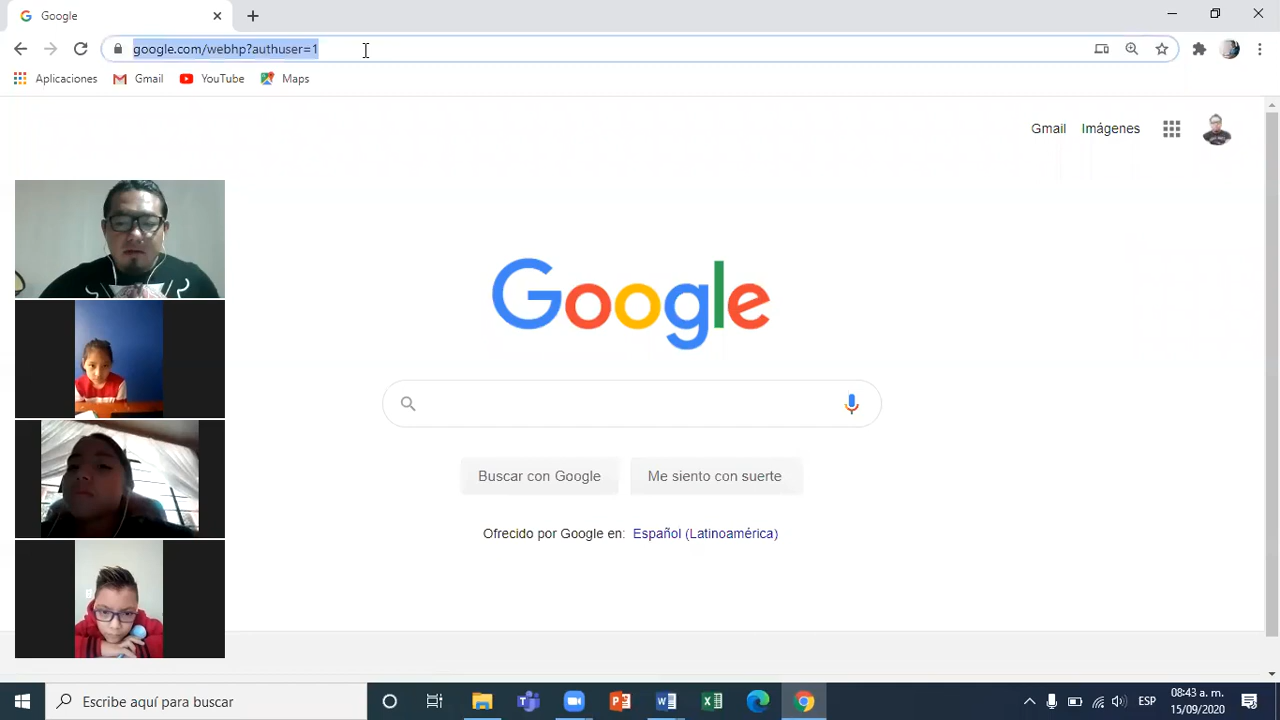 Google
google.com/webhp?authuser=1
Aplicaciones Gmail YouTube Maps
Gmail Imágenes
Google
Buscar con Google Me siento con suerte
Ofrecido por Google en: Español (Latinoamérica)
Escribe aquí para buscar
ESP
08:43 a. m.
15/09/2020